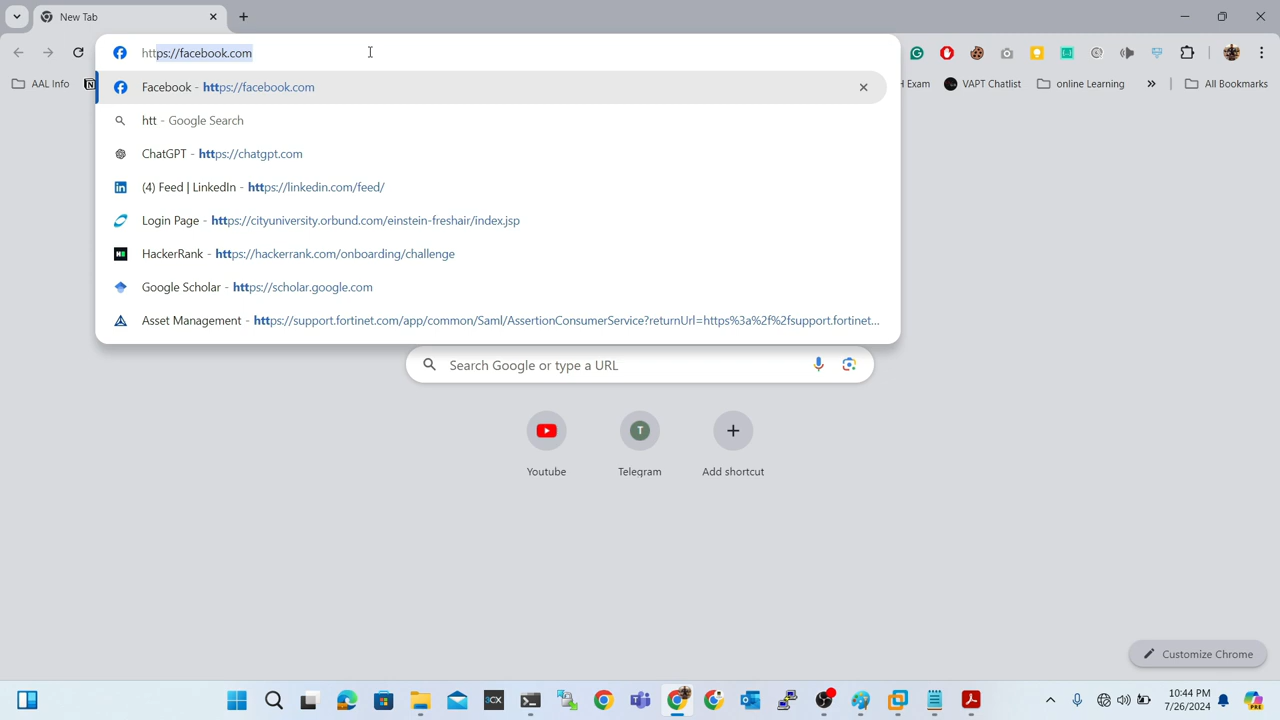 New Tab
https://facebook.com
Facebook - https://facebook.com
htt - Google Search
ChatGPT - https://chatgpt.com
(4) Feed | LinkedIn - https://linkedin.com/feed/
Login Page - https://cityuniversity.orbund.com/einstein-freshair/index.jsp
HackerRank - https://hackerrank.com/onboarding/challenge
Google Scholar - https://scholar.google.com
Asset Management - https://support.fortinet.com/app/common/Saml/AssertionConsumerService?returnUrl=https%3a%2f%2fsupport.fortinet...
AAL Info
H Exam
VAPT Chatlist
online Learning
»
All Bookmarks
Search Google or type a URL
T
Youtube
Telegram
Add shortcut
Customize Chrome
3CX
10:44 PM
7/26/2024
PRE